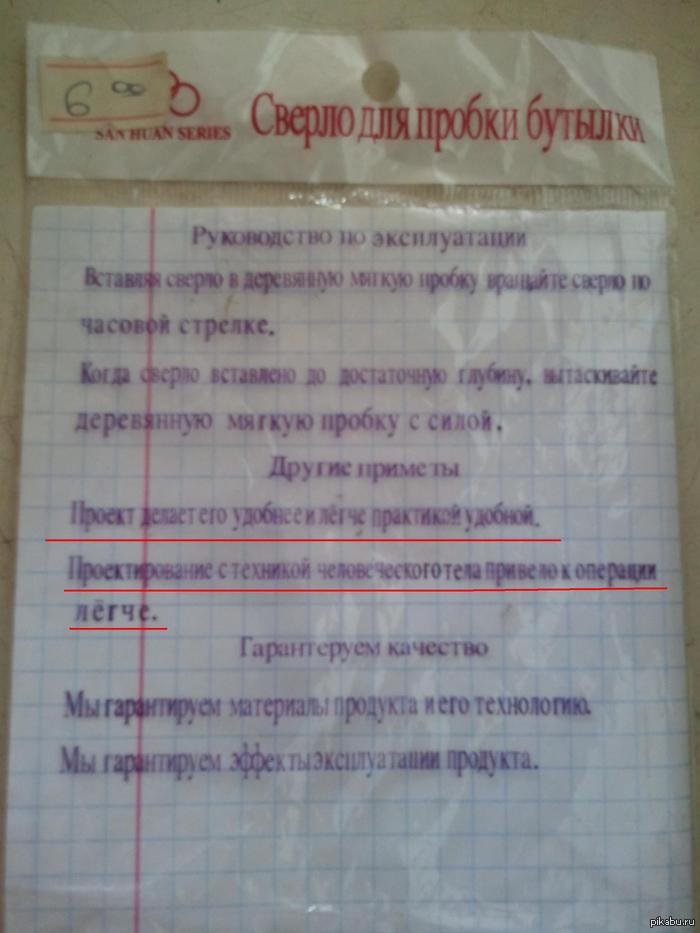 6 00
SAN HUAN SERIES
Сверло для пробки бутылки
Руководство по эксплуатации
Вставляя сверло в деревянную мягкую пробку вращайте сверло по
часовой стрелке.
Когда сверло вставлено до достаточную глубину, вытаскивайте
деревянную мягкую пробку с силой.
Другие приметы
Проект делает его удобнее и лёгче практикой удобной.
Проектирование с техникой человеческого тела привело к операции
лёгче.
Гарантеруем качество
Мы гарантируем материалы продукта и его технологию.
Мы гарантируем эффекты эксплуатации продукта.
pikabu.ru